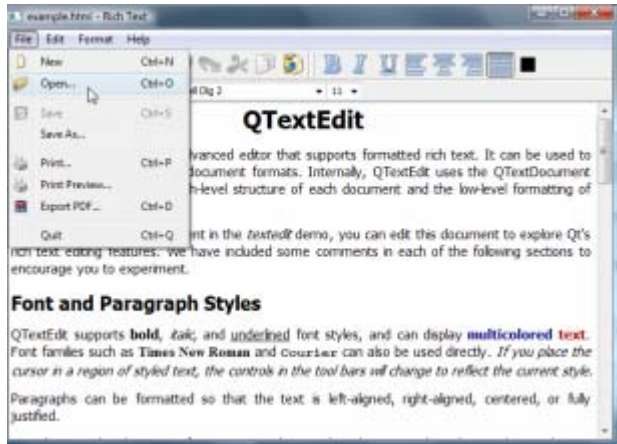 example.html - Rich Text
File Edit Format Help
New Ctrl+N
Open... Ctrl+O
Save Ctrl+S
Save As...
Print... Ctrl+P
Print Preview...
Export PDF... Ctrl+D
Quit Ctrl+Q
B I U
Dlg 2 11
QTextEdit
vanced editor that supports formatted rich text. It can be used to
document formats. Internally, QTextEdit uses the QTextDocument
h-level structure of each document and the low-level formatting of
nt in the textedit demo, you can edit this document to explore Qt's
rich text editing features. We have included some comments in each of the following sections to
encourage you to experiment.
Font and Paragraph Styles
QTextEdit supports bold, italic, and underlined font styles, and can display multicolored text.
Font families such as Times New Roman and Courier can also be used directly. If you place the
cursor in a region of styled text, the controls in the tool bars will change to reflect the current style.
Paragraphs can be formatted so that the text is left-aligned, right-aligned, centered, or fully
justified.